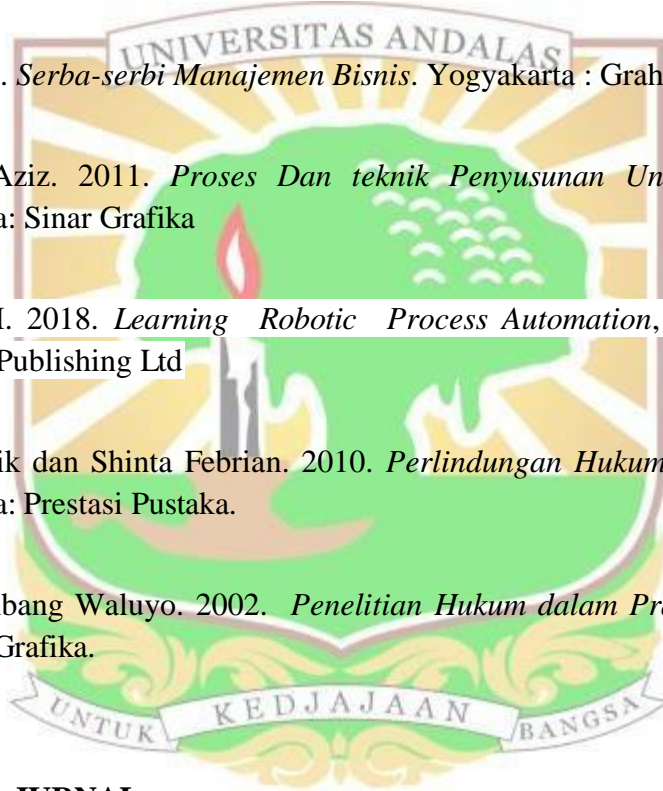 UNIVERSITAS ANDALAS
. Serba-serbi Manajemen Bisnis. Yogyakarta : Grah
Aziz. 2011. Proses Dan teknik Penyusunan Un
a: Sinar Grafika
I. 2018. Learning Robotic Process Automation,
Publishing Ltd
ik dan Shinta Febrian. 2010. Perlindungan Hukum
a: Prestasi Pustaka.
bang Waluyo. 2002. Penelitian Hukum dalam Pra
Grafika.
UNTUK KEDJAJAAN BANGSA
JURNAL